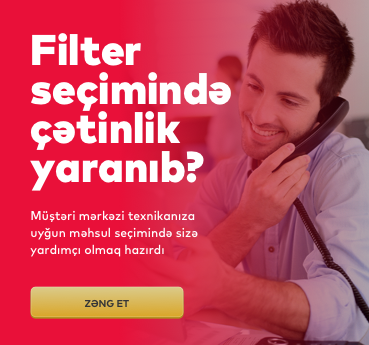 Filter
seçimində
çətinlik
yaranıb?
Müştəri mərkəzi texnikanıza
uyğun məhsul seçimində sizə
yardımçı olmaq hazırdı
ZƏNG ET